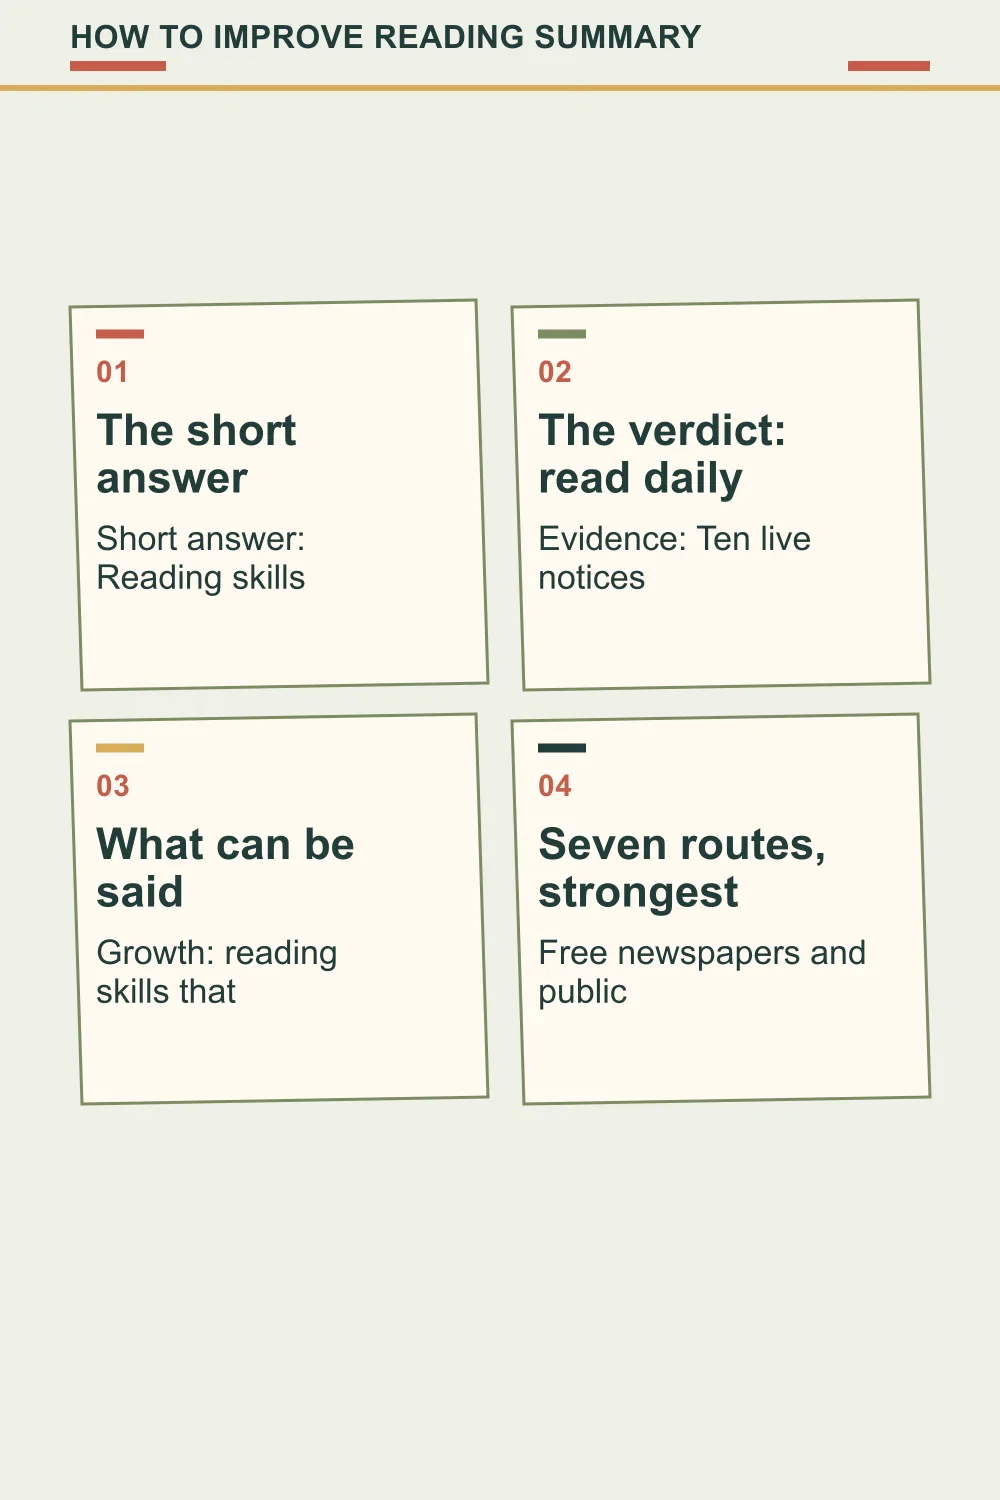 HOW TO IMPROVE READING SUMMARY
01
The short
answer
Short answer:
Reading skills
02
The verdict:
read daily
Evidence: Ten live
notices
03
What can be
said
Growth: reading
skills that
04
Seven routes,
strongest
Free newspapers and
public